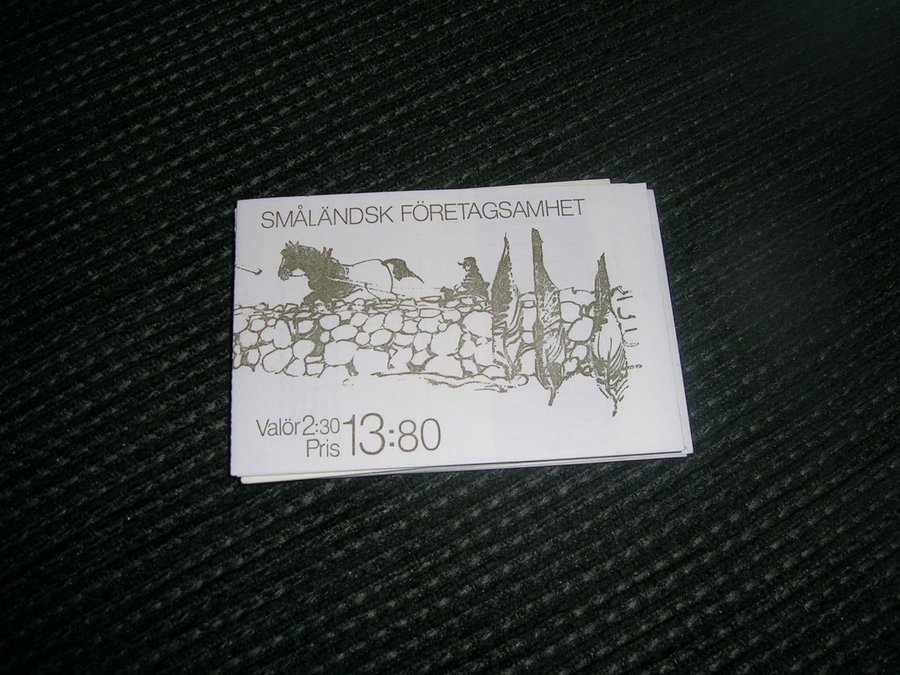 SMÅLÄNDSK FÖRETAGSAMHET
Valör 2:30
Pris 13:80